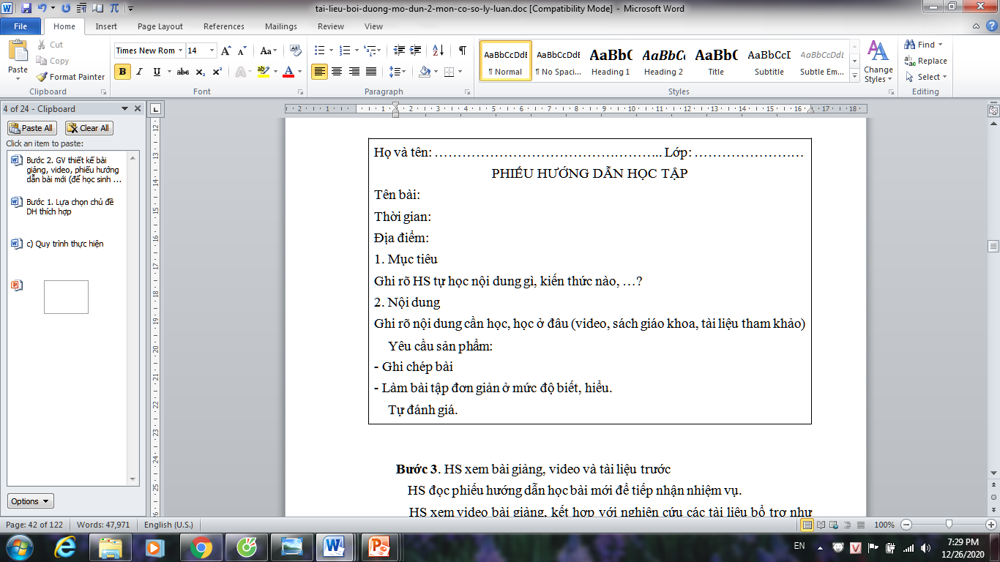 tai-lieu-boi-duong-mo-dun-2-mon-co-so-ly-luan.doc [Compatibility Mode] - Microsoft Word
File Home Insert Page Layout References Mailings Review View
Paste
Cut
Copy
Format Painter
Clipboard
Times New Rom 14
Font
Paragraph
AaBbCcDdE AaBbCcDdE AaBbC AaBbCc AaBbC AaBbCcI AaBbCcDdE
¶ Normal ¶ No Spaci... Heading 1 Heading 2 Title Subtitle Subtle Em...
Change Styles
Styles
Find
Replace
Select
Editing
4 of 24 - Clipboard
Paste All Clear All
Click an item to paste:
Bước 2. GV thiết kế bài
giảng, video, phiếu hướng
dẫn bài mới (để học sinh ...
Bước 1. Lựa chọn chủ đề
DH thích hợp
c) Quy trình thực hiện
Options
Họ và tên: ………………………………………….. Lớp: ……………………
PHIẾU HƯỚNG DẪN HỌC TẬP
Tên bài:
Thời gian:
Địa điểm:
1. Mục tiêu
Ghi rõ HS tự học nội dung gì, kiến thức nào, …?
2. Nội dung
Ghi rõ nội dung cần học, học ở đâu (video, sách giáo khoa, tài liệu tham khảo)
Yêu cầu sản phẩm:
- Ghi chép bài
- Làm bài tập đơn giản ở mức độ biết, hiểu.
Tự đánh giá.
Bước 3. HS xem bài giảng, video và tài liệu trước
HS đọc phiếu hướng dẫn học bài mới để tiếp nhận nhiệm vụ.
HS xem video bài giảng, kết hợp với nghiên cứu các tài liệu bổ trợ như
Page: 42 of 122 Words: 47,971 English (U.S.) 100%
EN 7:29 PM
12/26/2020